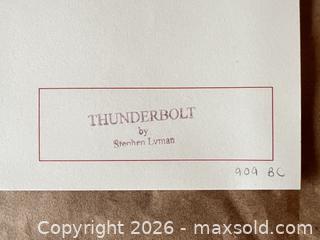 THUNDERBOLT
by
Stephen Lyman
909 BC
Copyright © 2026 - maxsold.com